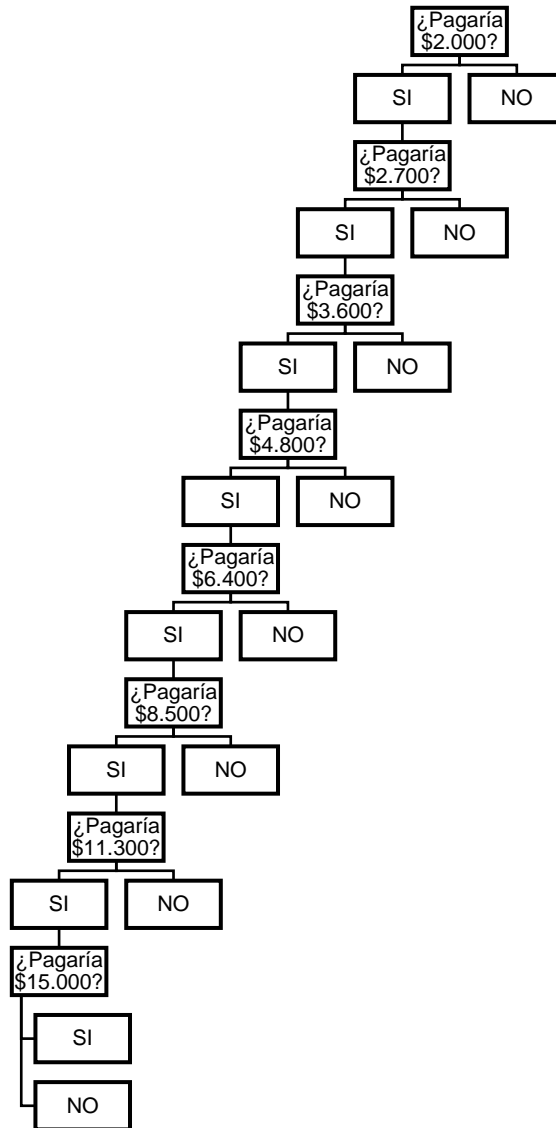 ¿Pagaría
$2.000?
SI
NO
¿Pagaría
$2.700?
SI
NO
¿Pagaría
$3.600?
SI
NO
¿Pagaría
$4.800?
SI
NO
¿Pagaría
$6.400?
SI
NO
¿Pagaría
$8.500?
SI
NO
¿Pagaría
$11.300?
SI
NO
¿Pagaría
$15.000?
SI
NO